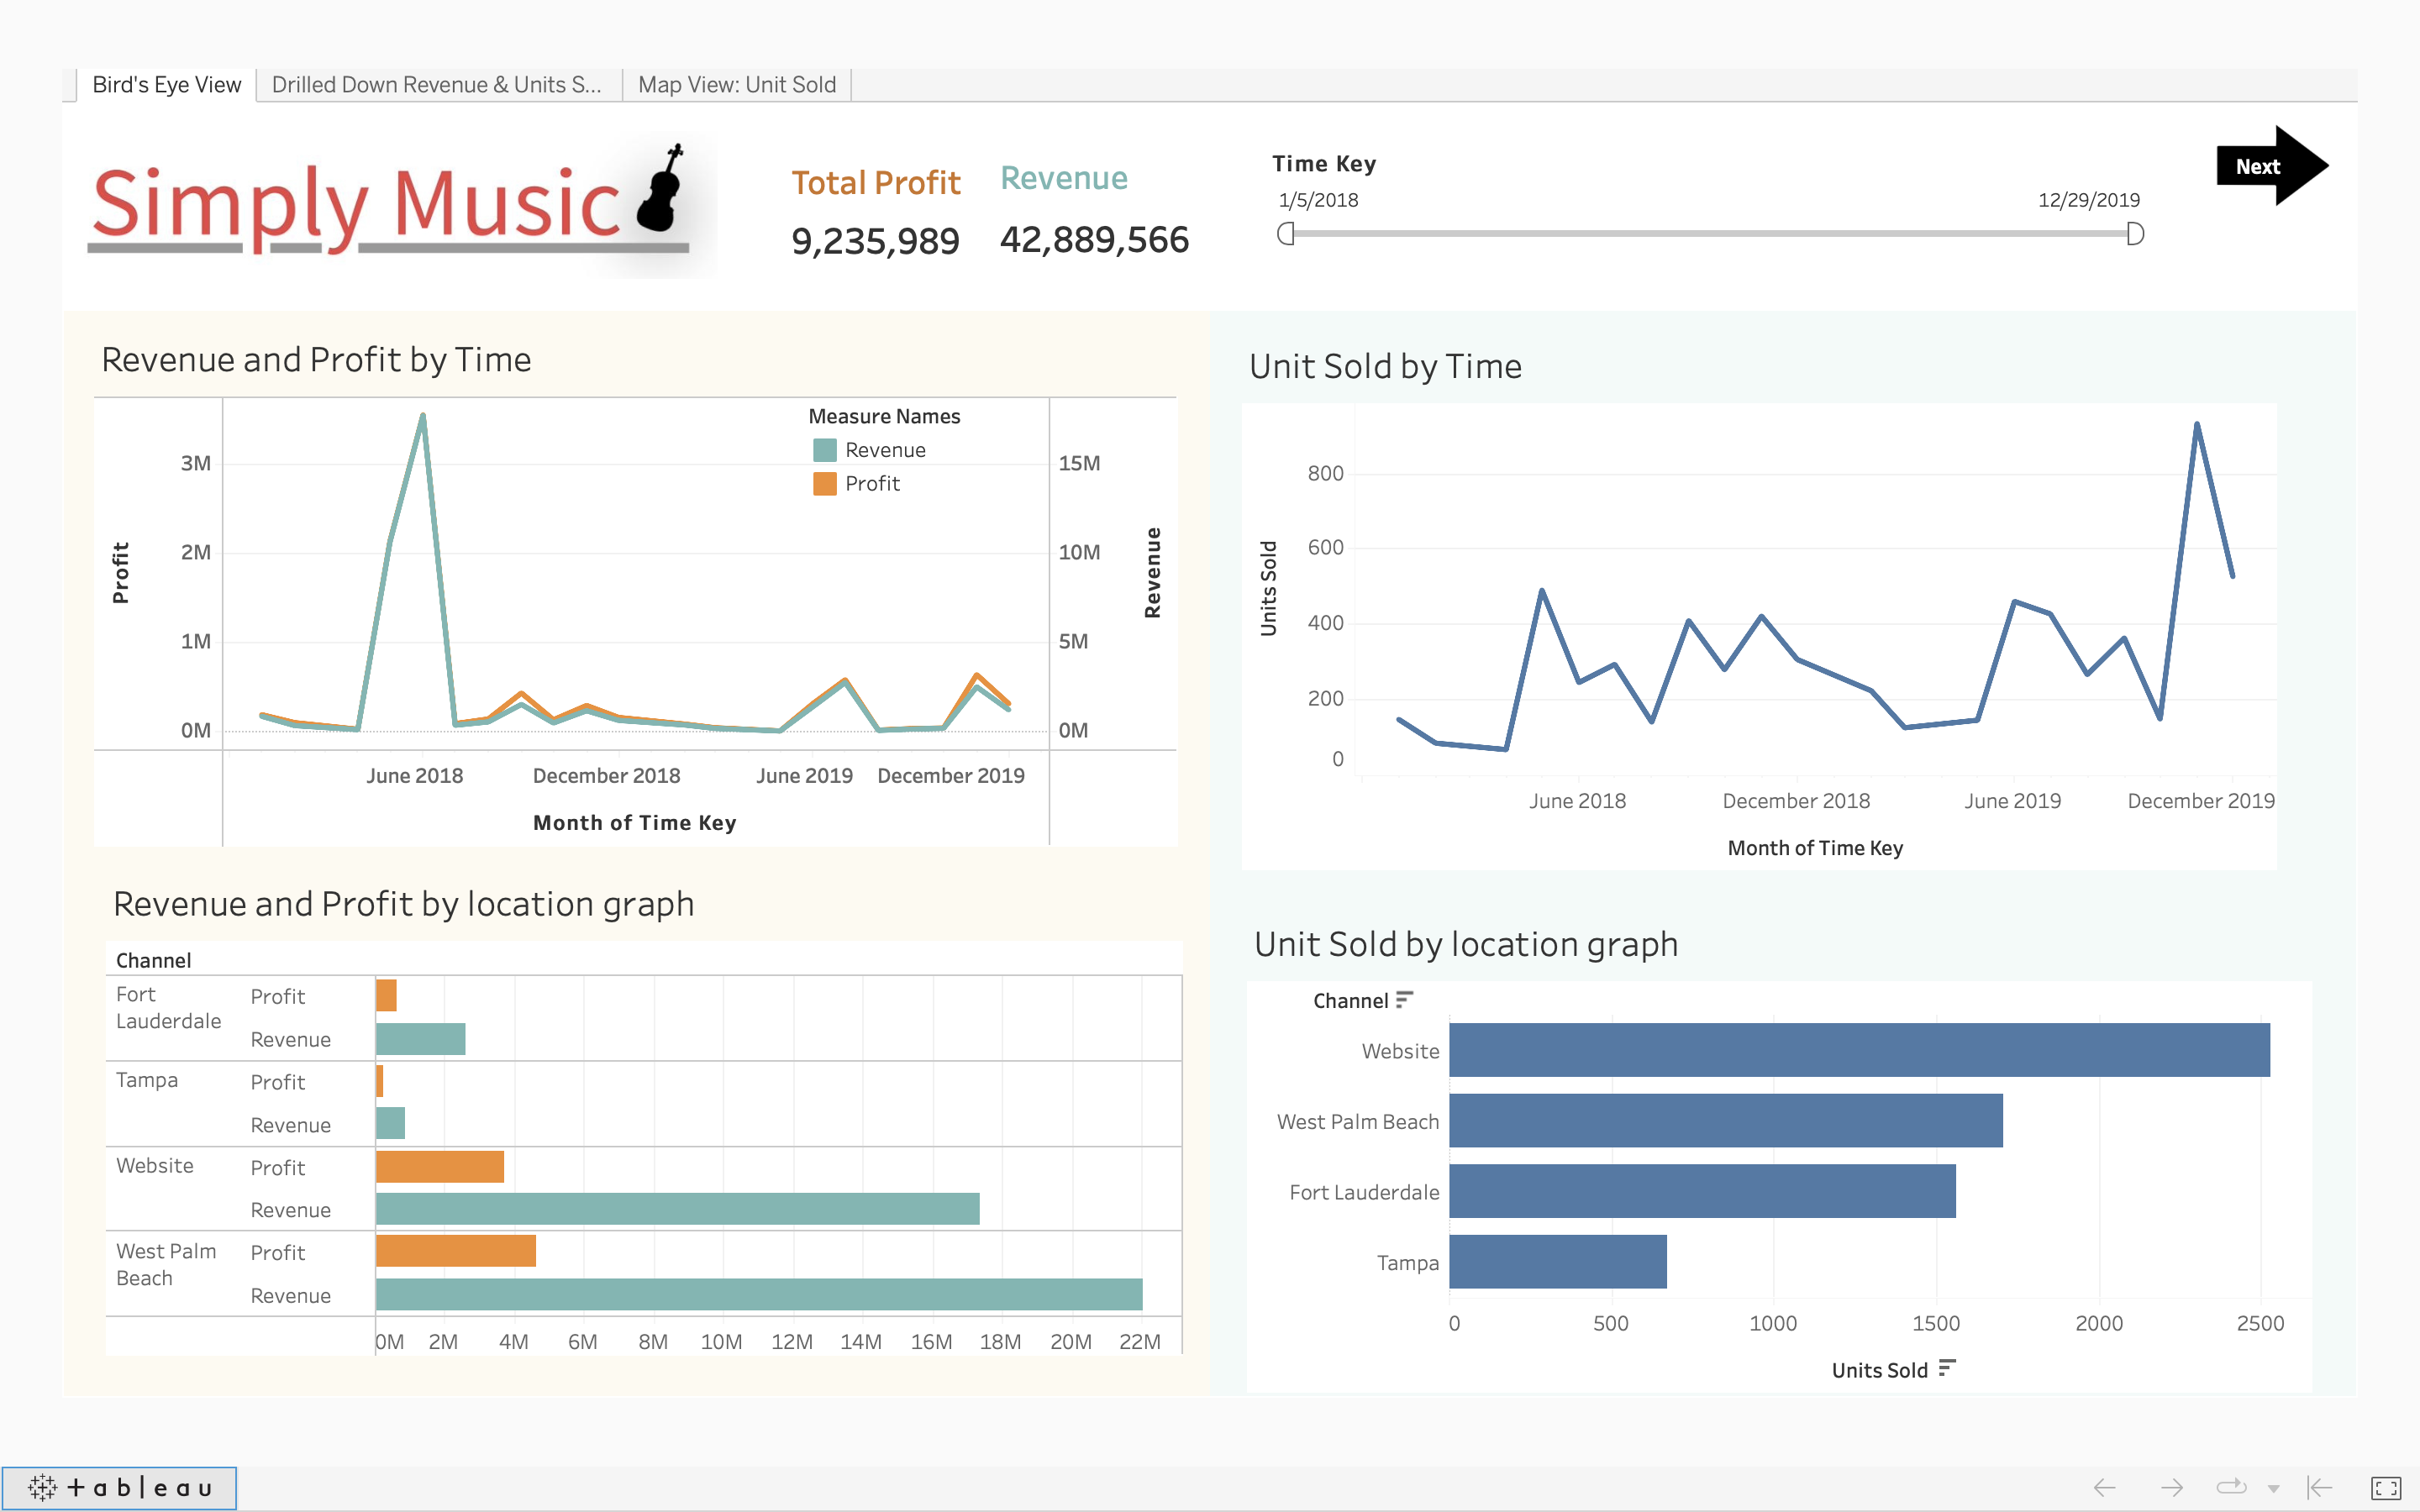 Bird's Eye View
Drilled Down Revenue & Units S...
Map View: Unit Sold
Simply Music
Total Profit
9,235,989
Revenue
42,889,566
Time Key
1/5/2018
12/29/2019
Next
Revenue and Profit by Time
Measure Names
Revenue
Profit
3M
2M
1M
0M
Profit
15M
10M
5M
0M
Revenue
June 2018
December 2018
June 2019
December 2019
Month of Time Key
Unit Sold by Time
800
600
400
200
0
Units Sold
June 2018
December 2018
June 2019
December 2019
Month of Time Key
Revenue and Profit by location graph
Channel
Fort
Lauderdale
Profit
Revenue
Tampa
Profit
Revenue
Website
Profit
Revenue
West Palm
Beach
Profit
Revenue
0M
2M
4M
6M
8M
10M
12M
14M
16M
18M
20M
22M
Unit Sold by location graph
Channel
Website
West Palm Beach
Fort Lauderdale
Tampa
0
500
1000
1500
2000
2500
Units Sold
+ableau